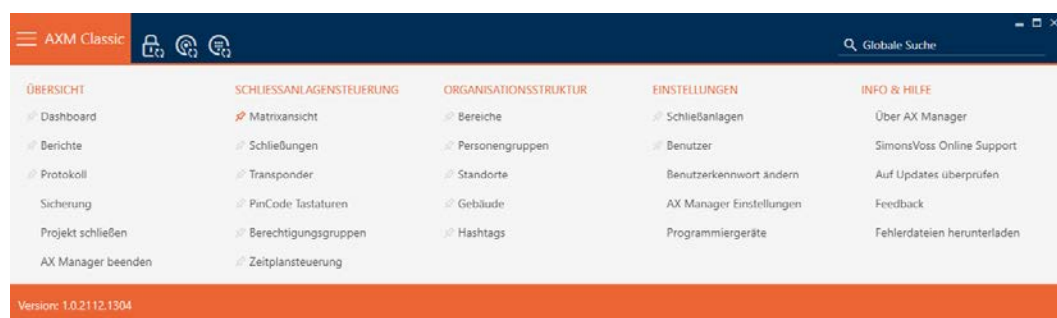 AXM Classic
Globale Suche
ÜBERSICHT
Dashboard
Berichte
Protokoll
Sicherung
Projekt schließen
AX Manager beenden
SCHLIESSANLAGENSTEUERUNG
Matrixansicht
Schließungen
Transponder
PinCode Tastaturen
Berechtigungsgruppen
Zeitplansteuerung
ORGANISATIONSSTRUKTUR
Bereiche
Personengruppen
Standorte
Gebäude
Hashtags
EINSTELLUNGEN
Schließanlagen
Benutzer
Benutzerkennwort ändern
AX Manager Einstellungen
Programmiergeräte
INFO & HILFE
Über AX Manager
SimonsVoss Online Support
Auf Updates überprüfen
Feedback
Fehlerdateien herunterladen
Version: 1.0.2112.1304